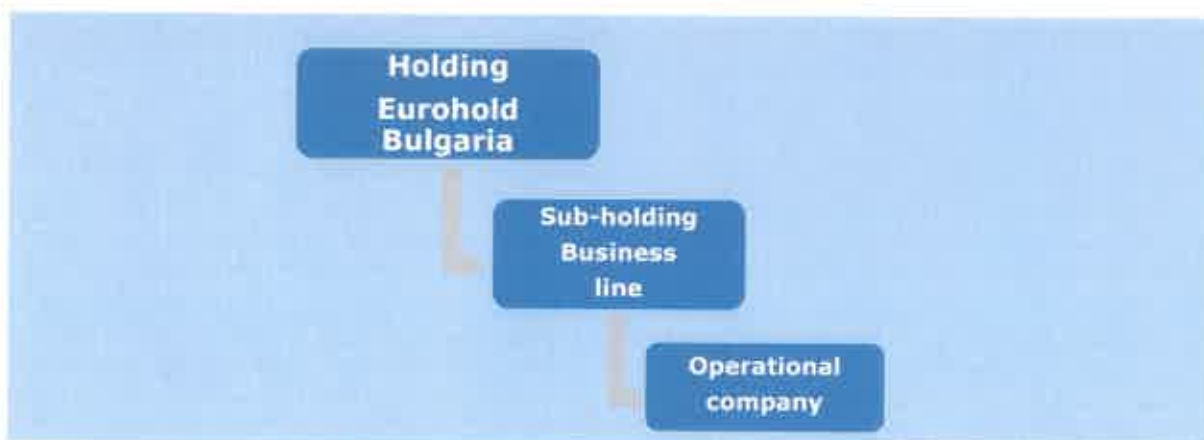 Holding
Eurohold
Bulgaria
Sub-holding
Business
line
Operational
company